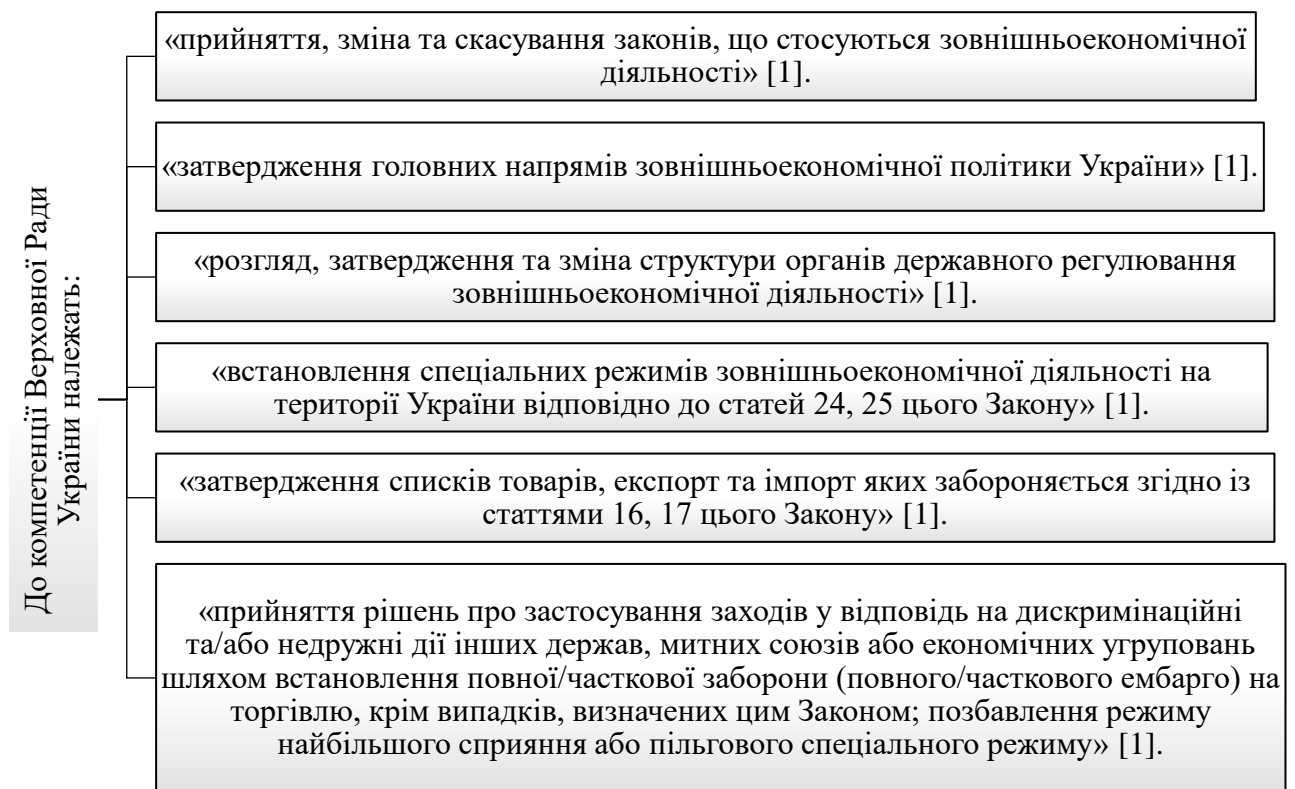 До компетенції Верховної Ради
України належать:
«прийняття, зміна та скасування законів, що стосуються зовнішньоекономічної
діяльності» [1].
«затвердження головних напрямів зовнішньоекономічної політики України» [1].
«розгляд, затвердження та зміна структури органів державного регулювання
зовнішньоекономічної діяльності» [1].
«встановлення спеціальних режимів зовнішньоекономічної діяльності на
території України відповідно до статей 24, 25 цього Закону» [1].
«затвердження списків товарів, експорт та імпорт яких забороняється згідно із
статтями 16, 17 цього Закону» [1].
«прийняття рішень про застосування заходів у відповідь на дискримінаційні
та/або недружні дії інших держав, митних союзів або економічних угруповань
шляхом встановлення повної/часткової заборони (повного/часткового ембарго) на
торгівлю, крім випадків, визначених цим Законом; позбавлення режиму
найбільшого сприяння або пільгового спеціального режиму» [1].